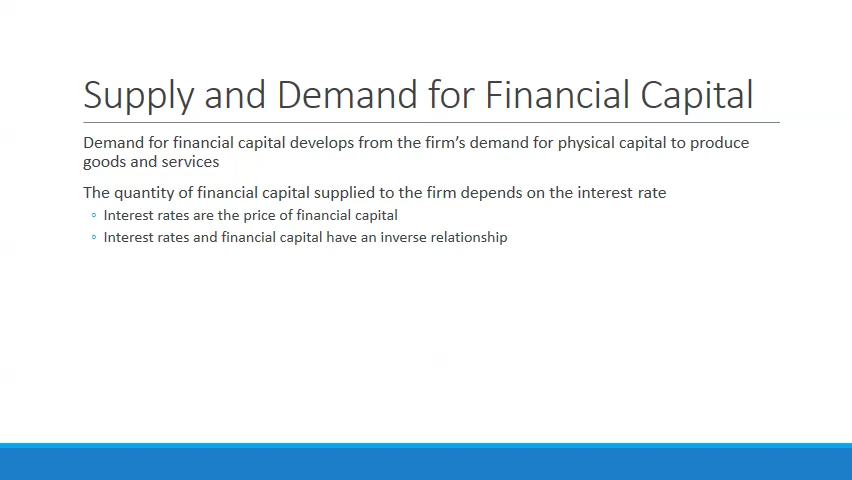 Supply and Demand for Financial Capital
Demand for financial capital develops from the firm’s demand for physical capital to produce
goods and services
The quantity of financial capital supplied to the firm depends on the interest rate
◦ Interest rates are the price of financial capital
◦ Interest rates and financial capital have an inverse relationship